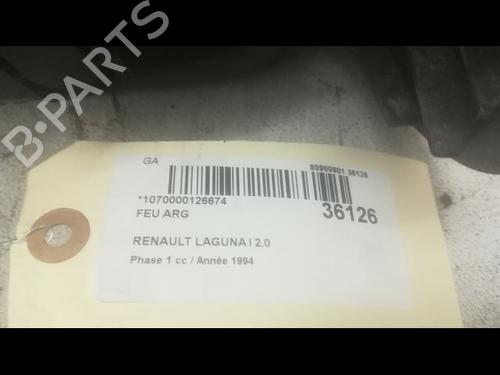 B-PARTS
GA
80900901 36126
*1070000126674
36126
FEU ARG
RENAULT LAGUNA I 2.0
Phase 1 cc / Année 1994